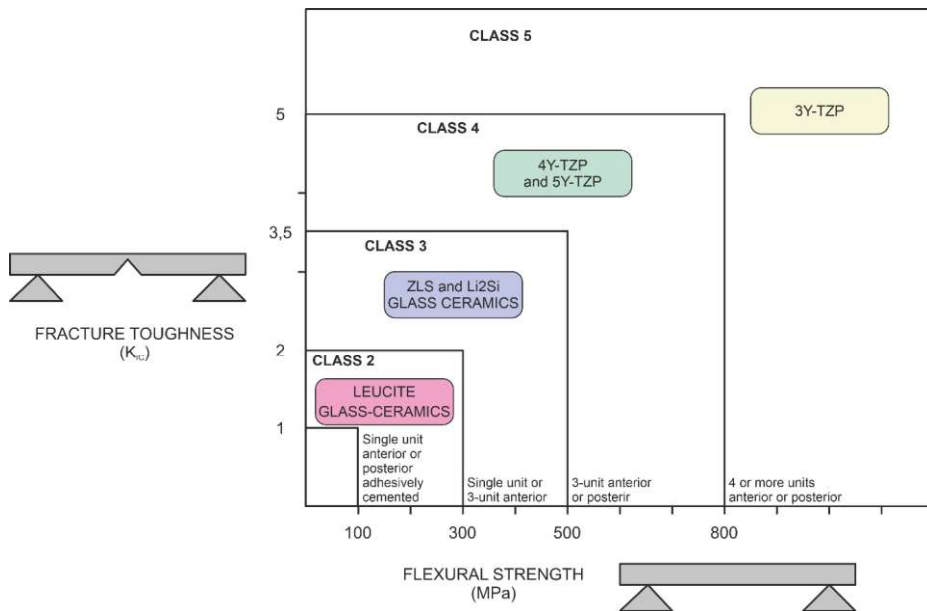 CLASS 5
3Y-TZP
5
CLASS 4
4Y-TZP
and 5Y-TZP
3,5
CLASS 3
ZLS and Li2Si
GLASS CERAMICS
FRACTURE TOUGHNESS
(KIC)
2
CLASS 2
LEUCITE
GLASS-CERAMICS
1
Single unit
anterior or
posterior
adhesively
cemented
Single unit or
3-unit anterior
3-unit anterior
or posterir
4 or more units
anterior or posterior
100
300
500
800
FLEXURAL STRENGTH
(MPa)